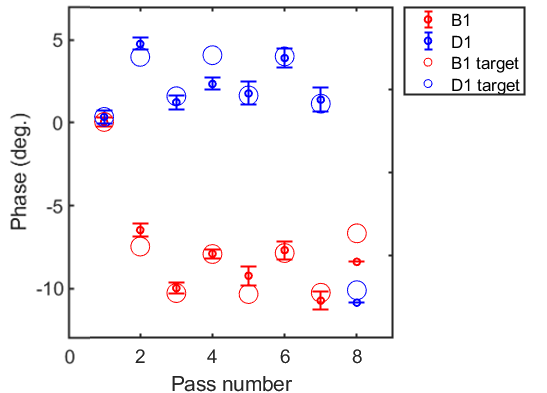 5
0
-5
-10
Phase (deg.)
0 2 4 6 8
Pass number
B1
D1
B1 target
D1 target